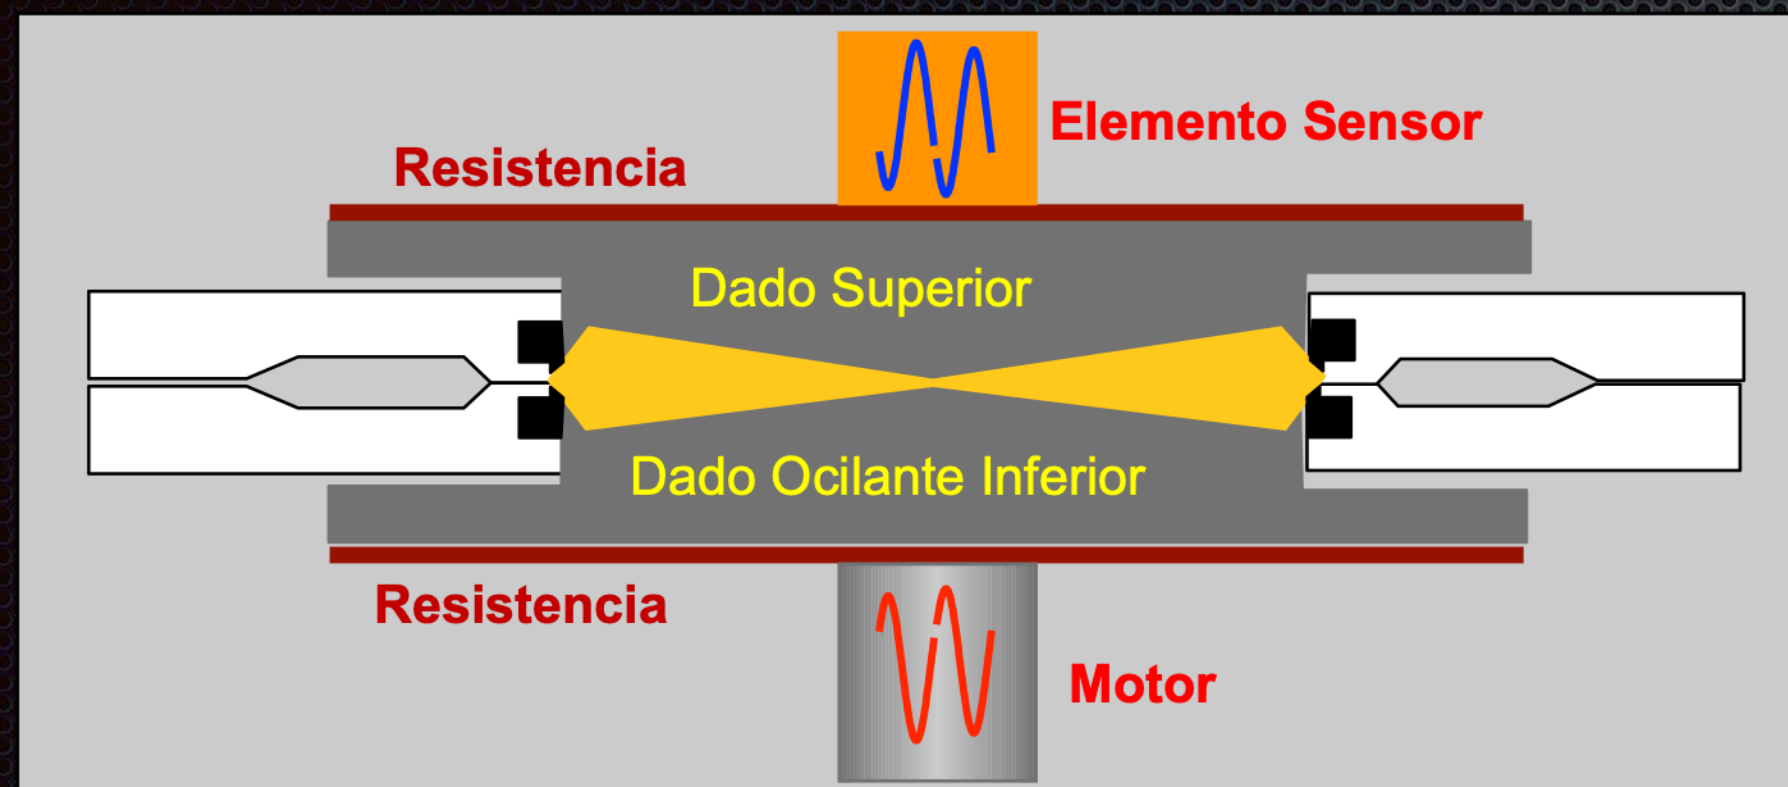 Elemento Sensor
Resistencia
Dado Superior
Dado Ocilante Inferior
Resistencia
Motor